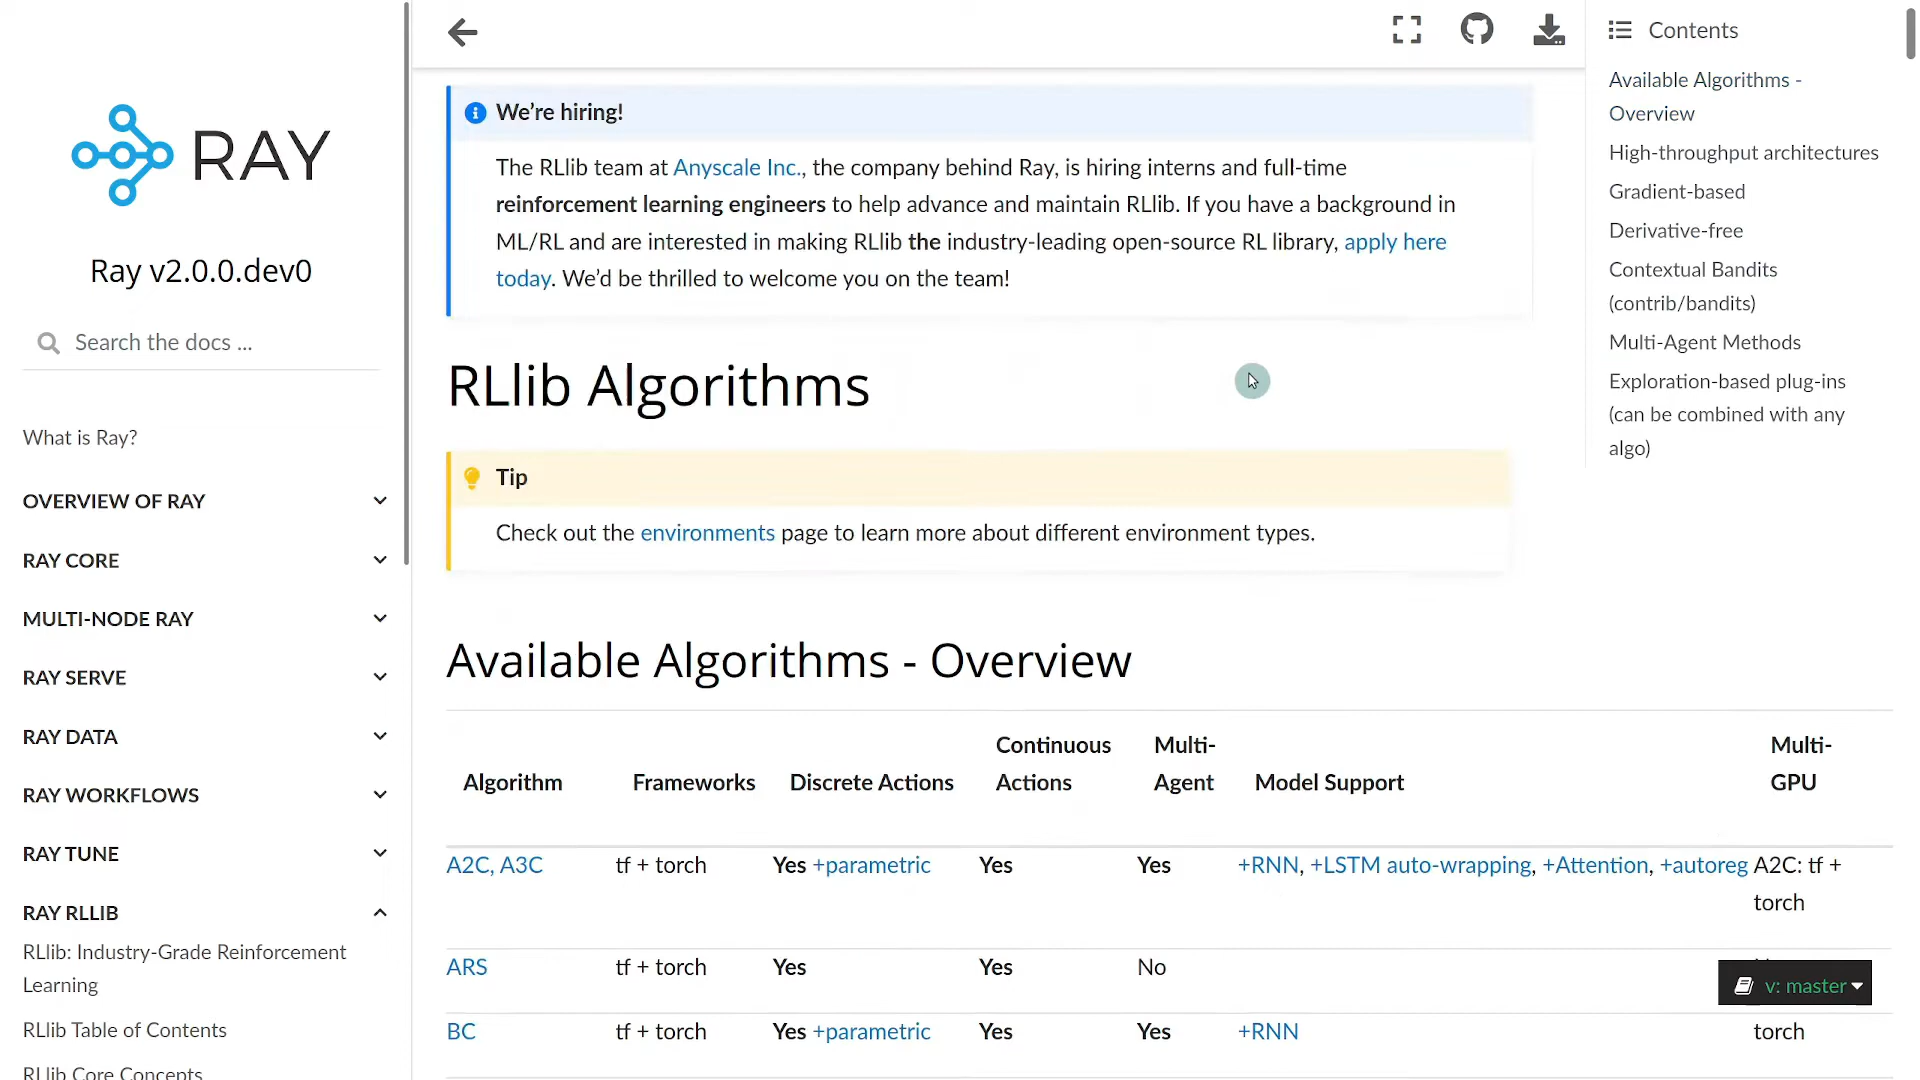 RAY
Ray v2.0.0.dev0
Search the docs ...
What is Ray?
OVERVIEW OF RAY
RAY CORE
MULTI-NODE RAY
RAY SERVE
RAY DATA
RAY WORKFLOWS
RAY TUNE
RAY RLLIB
RLlib: Industry-Grade Reinforcement
Learning
RLlib Table of Contents
RLlib Core Concepts
We’re hiring!
The RLlib team at Anyscale Inc., the company behind Ray, is hiring interns and full-time
reinforcement learning engineers to help advance and maintain RLlib. If you have a background in
ML/RL and are interested in making RLlib the industry-leading open-source RL library, apply here
today. We’d be thrilled to welcome you on the team!
RLlib Algorithms
Tip
Check out the environments page to learn more about different environment types.
Available Algorithms - Overview
Continuous Multi- Multi-
Algorithm Frameworks Discrete Actions Actions Agent Model Support GPU
A2C, A3C tf + torch Yes +parametric Yes Yes +RNN, +LSTM auto-wrapping, +Attention, +autoreg A2C: tf +
torch
ARS tf + torch Yes Yes No
BC tf + torch Yes +parametric Yes Yes +RNN torch
v: master
Contents
Available Algorithms -
Overview
High-throughput architectures
Gradient-based
Derivative-free
Contextual Bandits
(contrib/bandits)
Multi-Agent Methods
Exploration-based plug-ins
(can be combined with any
algo)